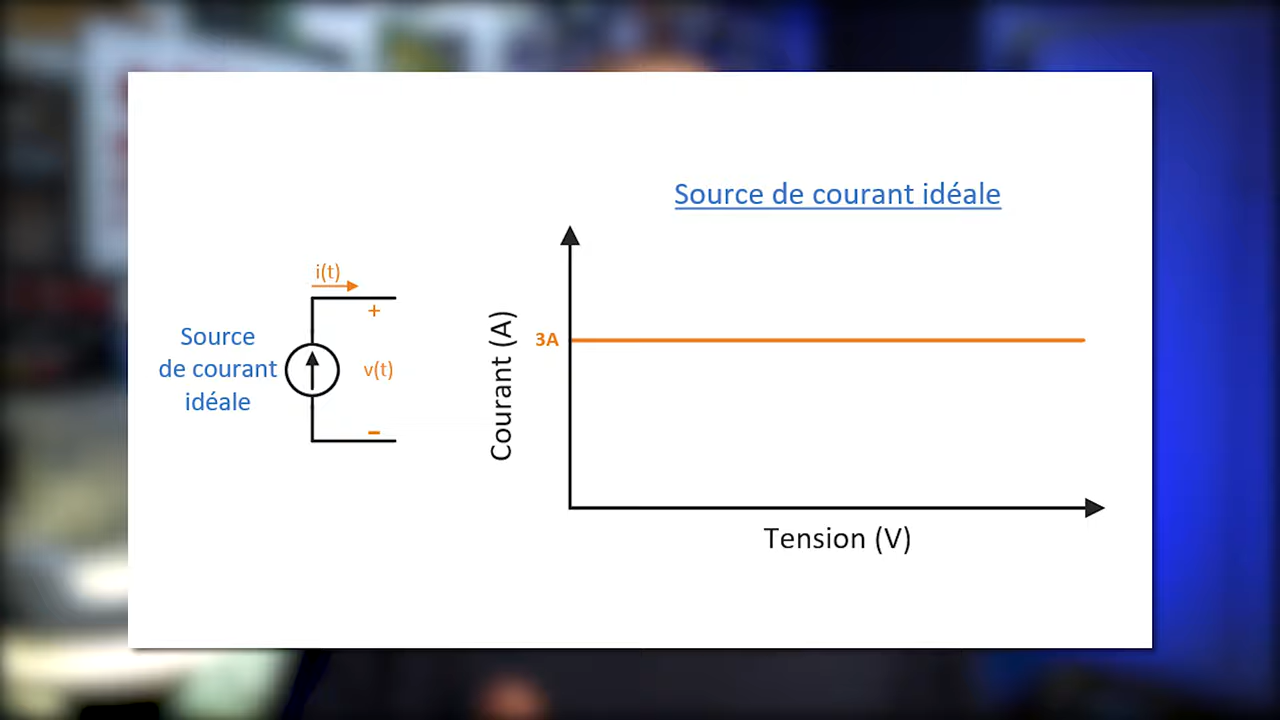 Source de courant idéale
i(t)
+
Source
de courant
idéale
v(t)
–
Courant (A)
3A
Tension (V)